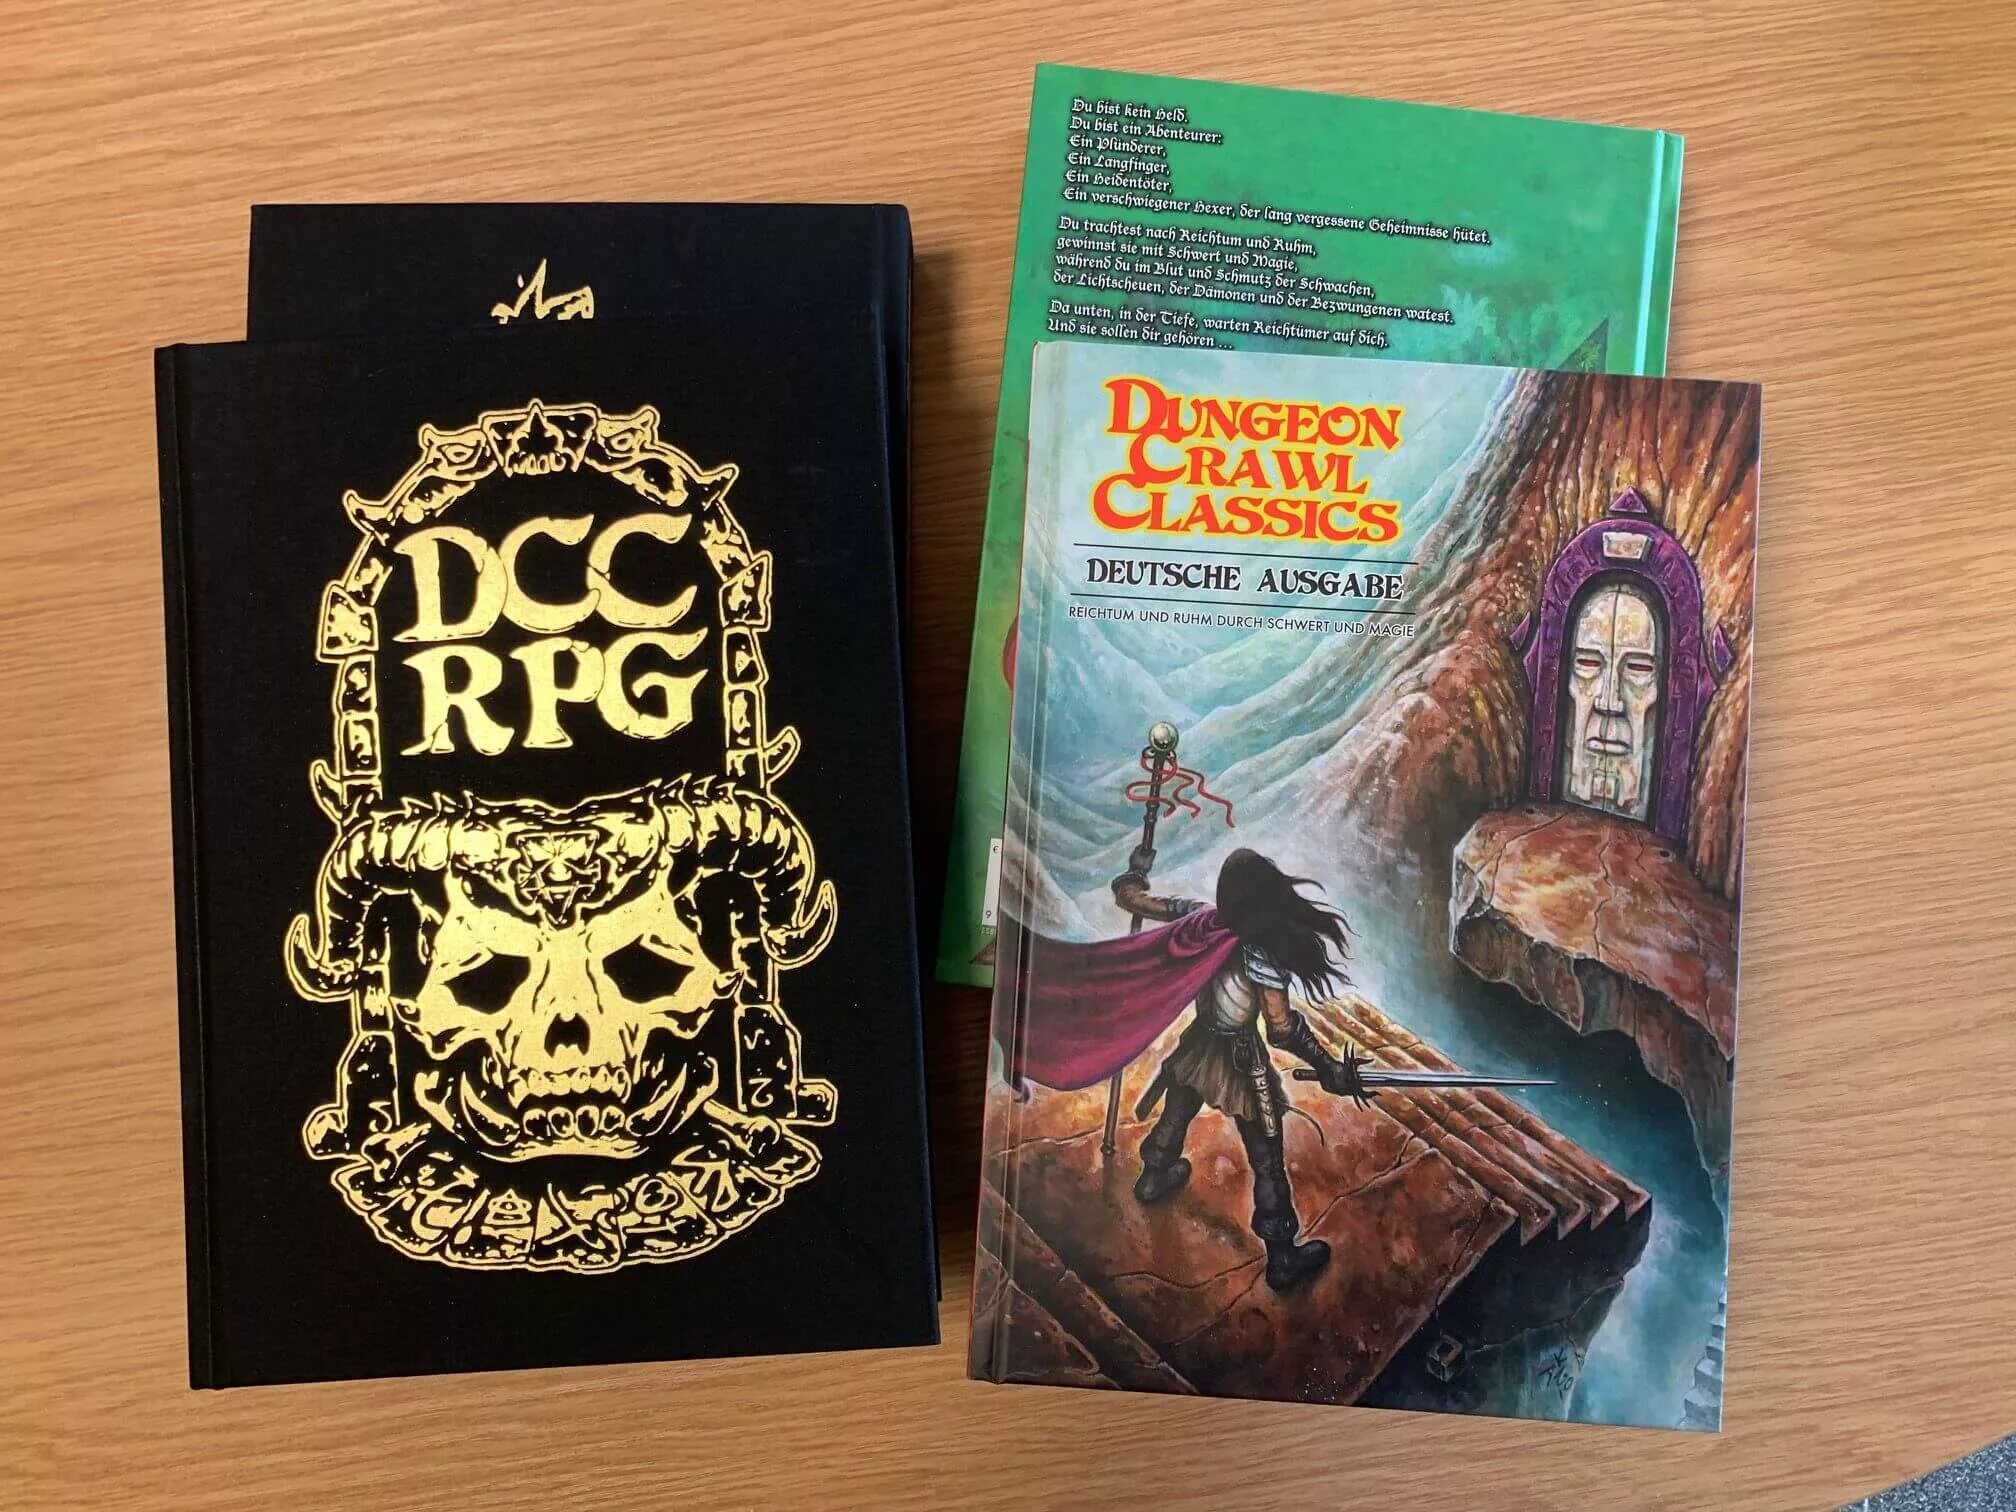 DCC
RPG
Du bist kein Held.
Du bist ein Abenteurer:
Ein Plünderer,
Ein Langfinger,
Ein Heidentöter,
Ein verschwiegener Hexer, der lang vergessene Geheimnisse hütet.
Du trachtest nach Reichtum und Ruhm,
gewinnst sie mit Schwert und Magie,
während du im Blut und Schmutz der Schwachen,
der Lichtscheuen, der Dämonen und der Bezwungenen watest.
Da unten, in der Tiefe, warten Reichtümer auf dich.
Und sie sollen dir gehören ...
DUNGEON
CRAWL
CLASSICS
DEUTSCHE AUSGABE
REICHTUM UND RUHM DURCH SCHWERT UND MAGIE
€
9